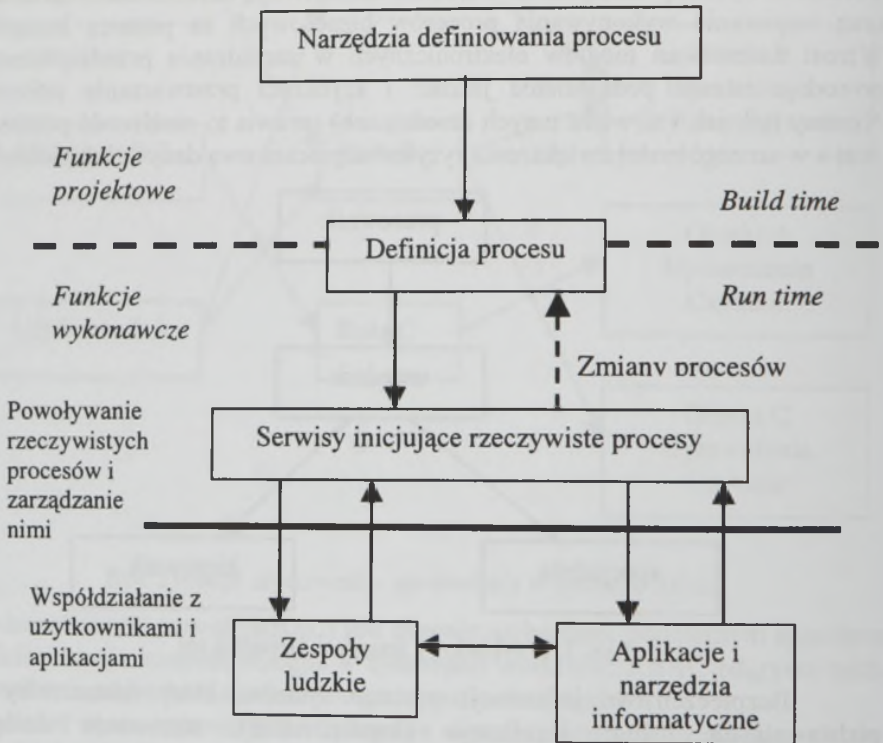 Narzędzia definiowania procesu
Funkcje
projektowe
Build time
Definicja procesu
Funkcje
wykonawcze
Run time
Zmiany procesów
Powoływanie
rzeczywistych
procesów i
zarządzanie
nimi
Serwisy inicjujące rzeczywiste procesy
Współdziałanie z
użytkownikami i
aplikacjami
Zespoły
ludzkie
Aplikacje i
narzędzia
informatyczne